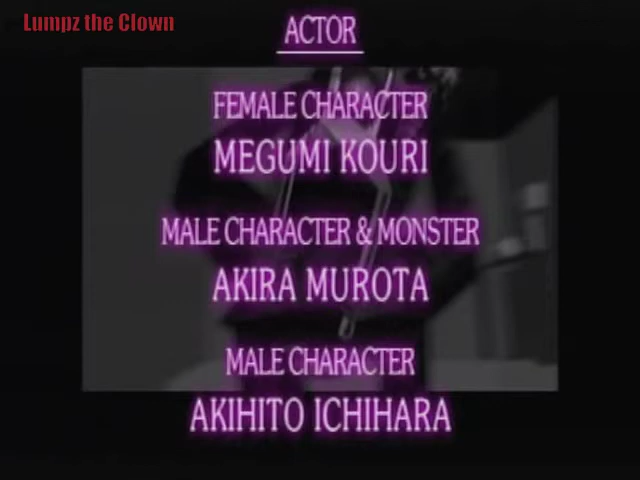 Lumpz the Clown
ACTOR
FEMALE CHARACTER
MEGUMI KOURI
MALE CHARACTER & MONSTER
AKIRA MUROTA
MALE CHARACTER
AKIHITO ICHIHARA